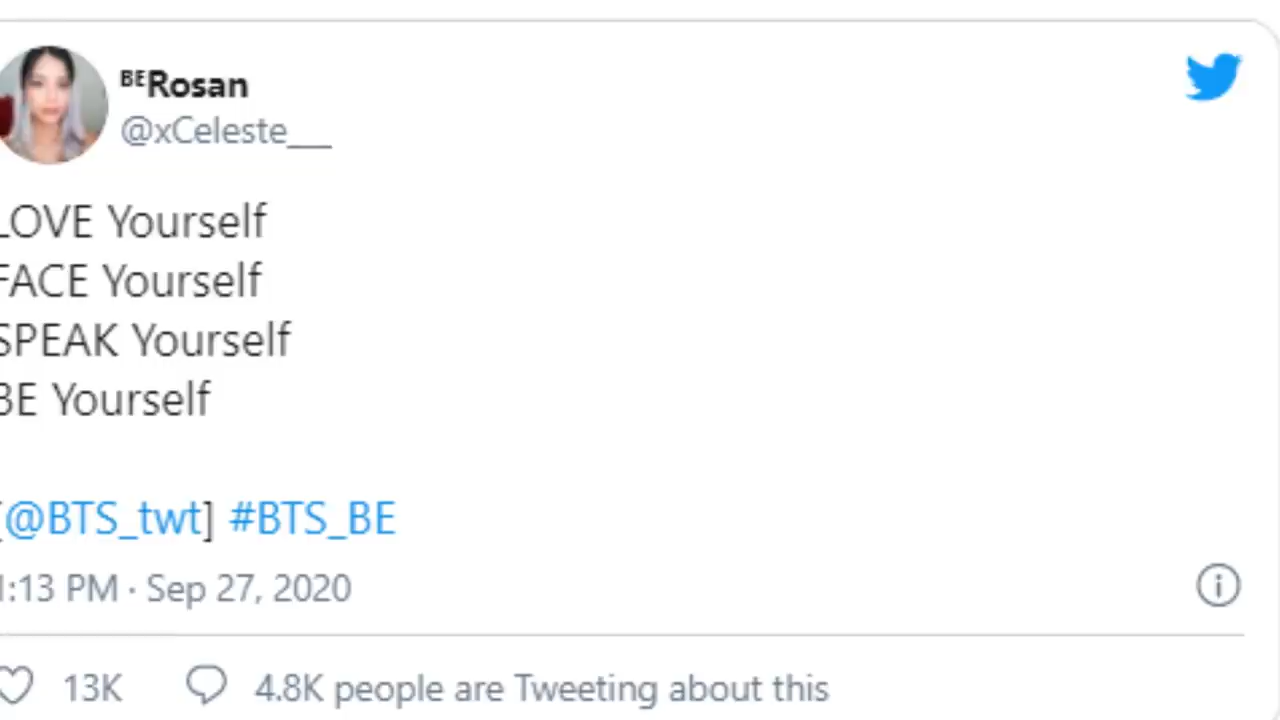 ᴮᴱRosan
@xCeleste___
LOVE Yourself
FACE Yourself
SPEAK Yourself
BE Yourself
[@BTS_twt] #BTS_BE
1:13 PM · Sep 27, 2020
13K 4.8K people are Tweeting about this